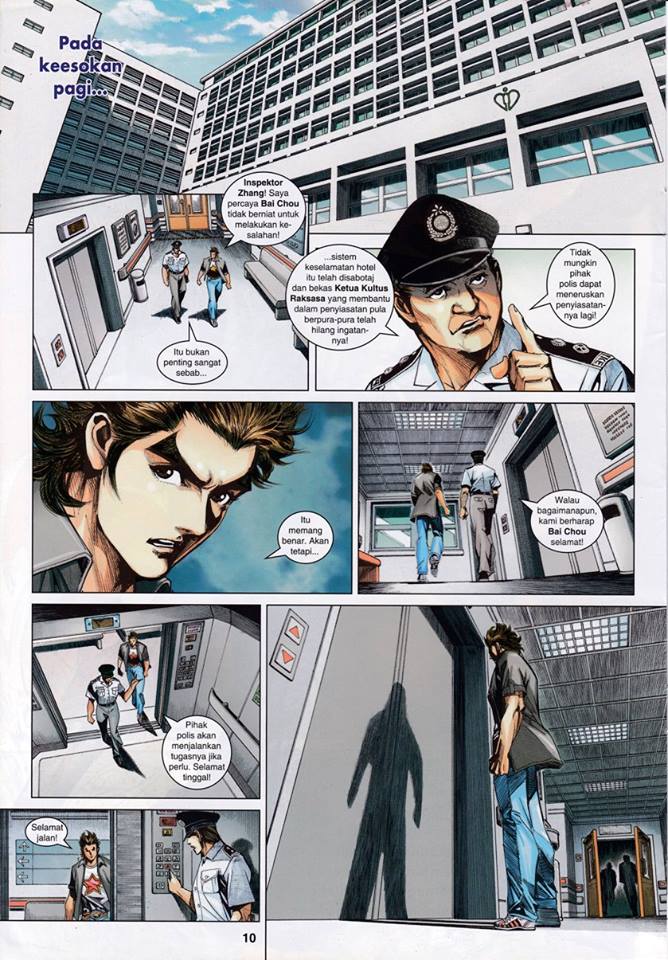 Pada
keesokan
pagi...
Inspektor
Zhang! Saya
percaya Bai Chou
tidak berniat untuk
melakukan ke-
salahan!
Itu bukan
penting sangat
sebab...
...sistem
keselamatan hotel
itu telah disabotaj
dan bekas Ketua Kultus
Raksasa yang membantu
dalam penyiasatan pula
berpura-pura telah
hilang ingatan-
nya!
Tidak
mungkin
pihak
polis dapat
meneruskan
penyiasatan-
nya lagi!
Itu
memang
benar. Akan
tetapi...
Walau
bagaimanapun,
kami berharap
Bai Chou
selamat!
Pihak
polis akan
menjalankan
tugasnya jika
perlu. Selamat
tinggal!
Selamat
jalan!
10